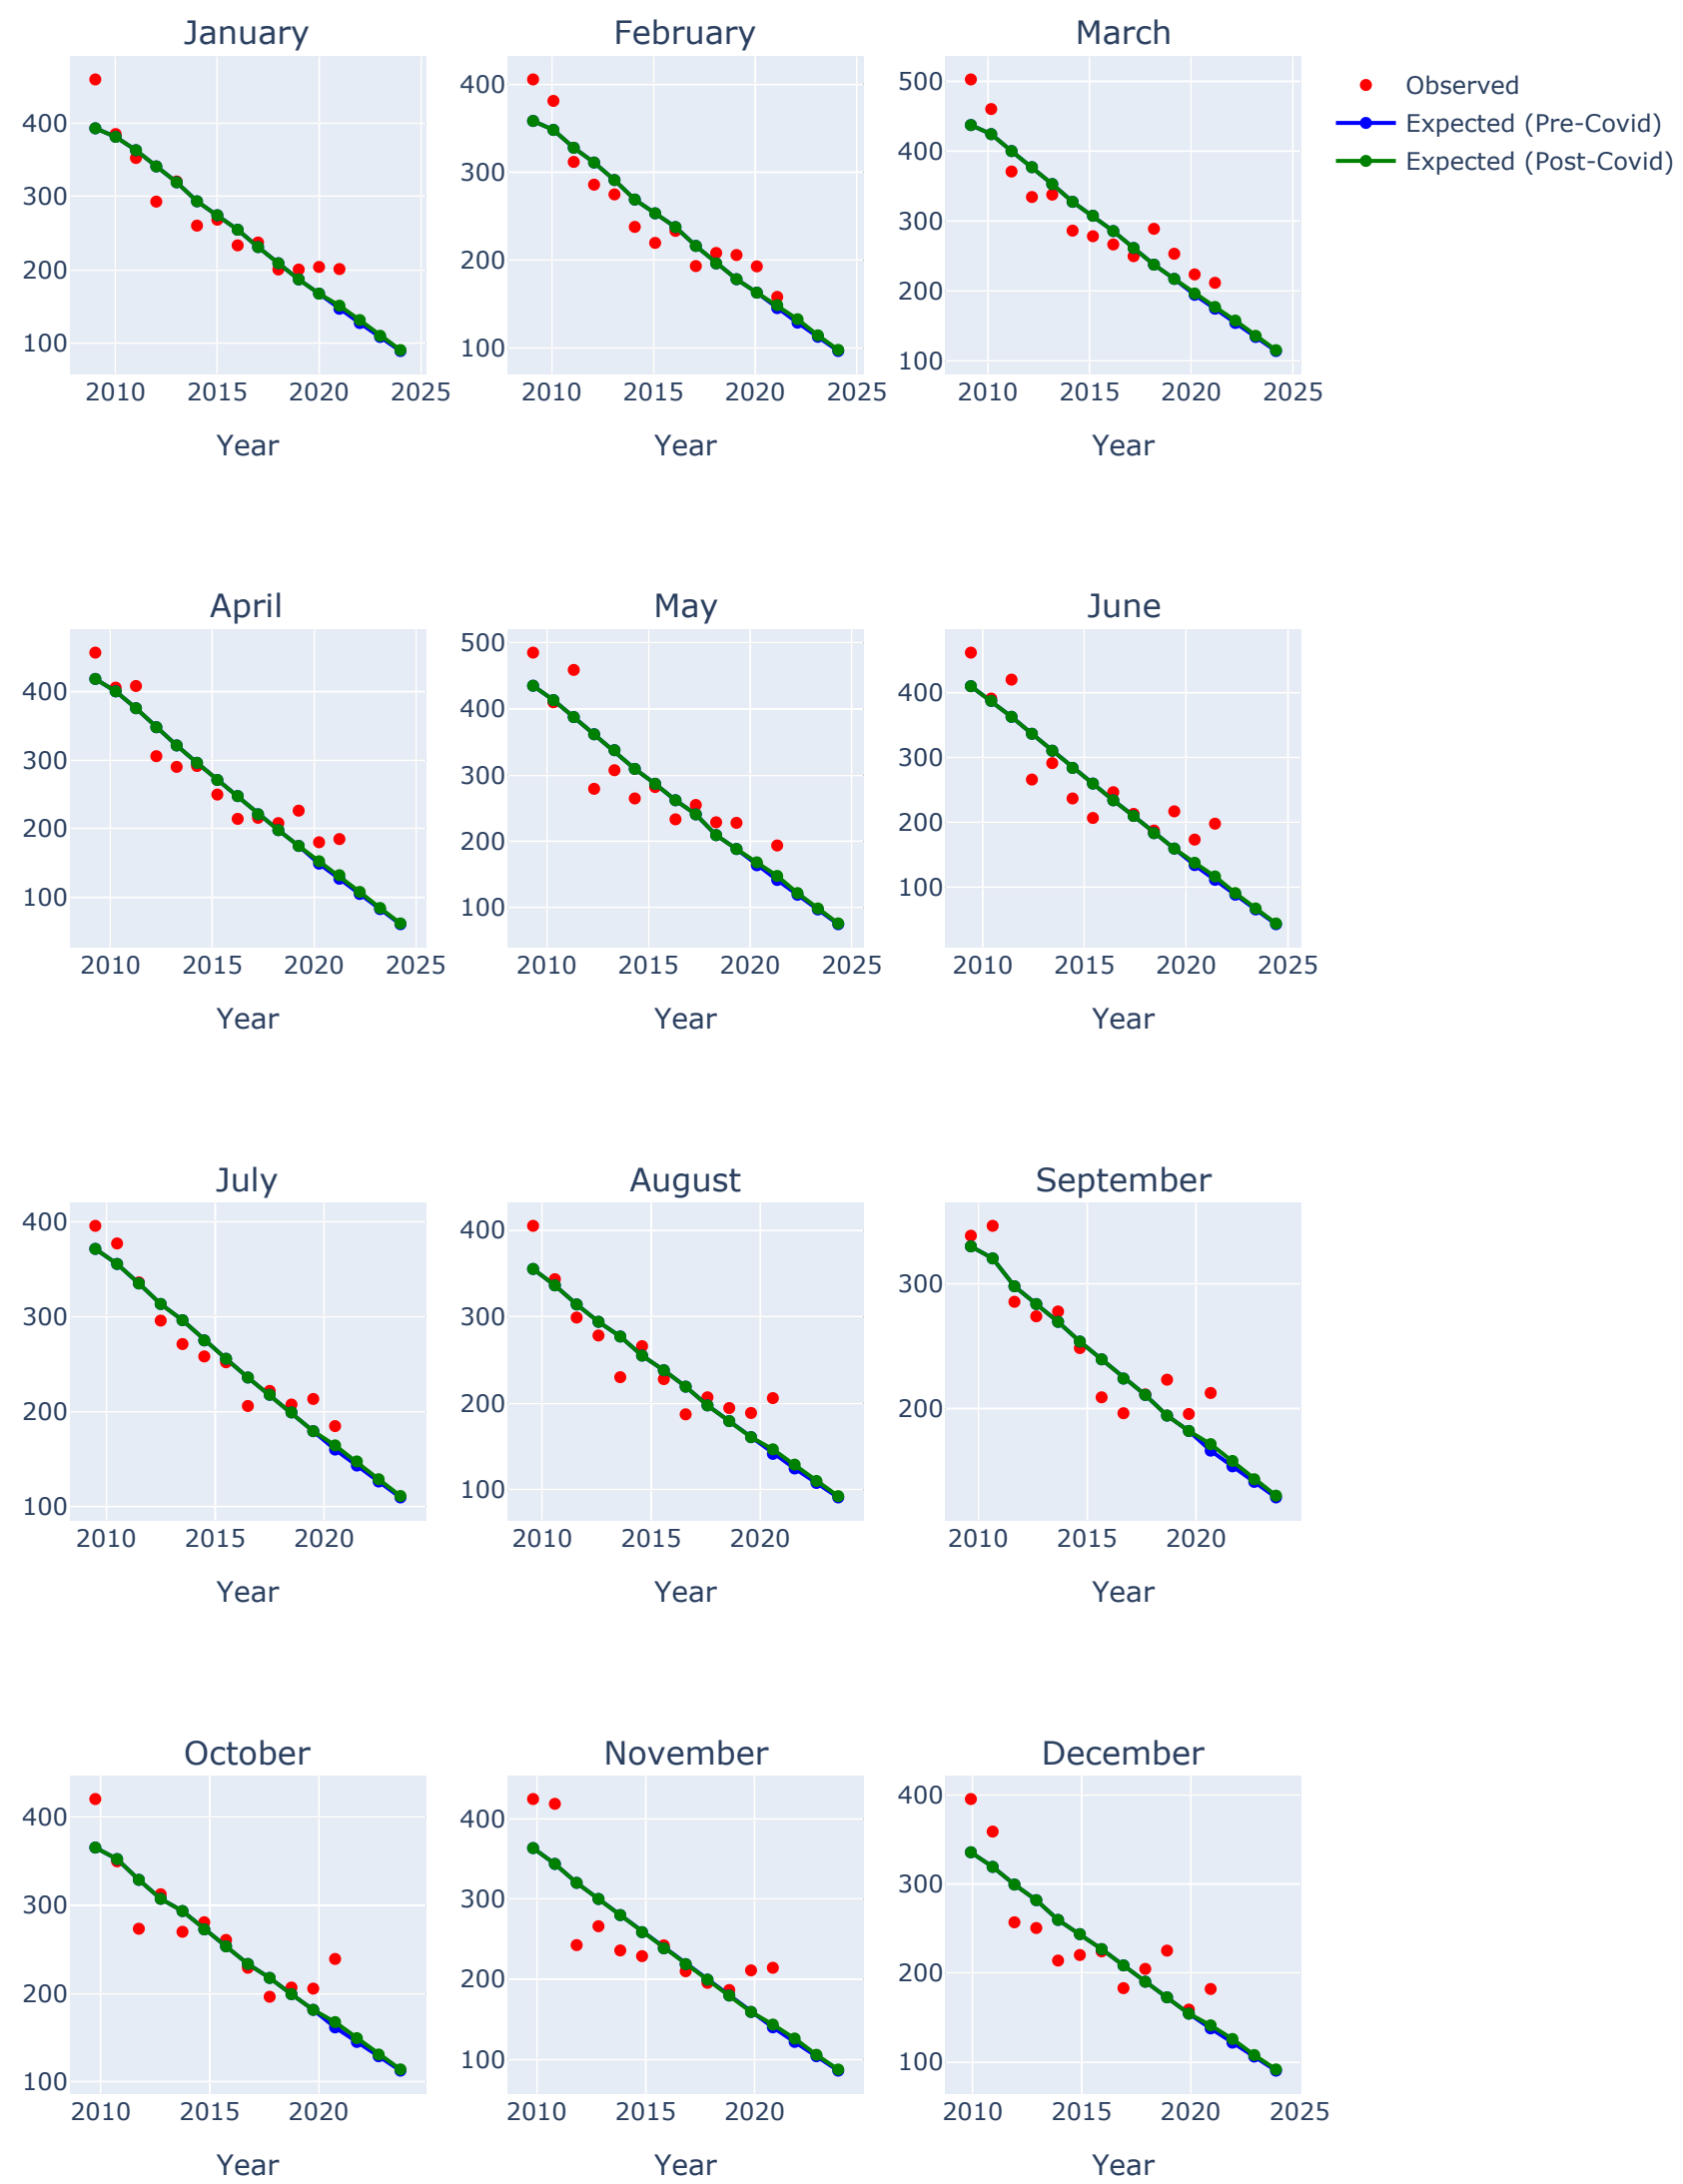 January February March
400
300
200
100
2010 2015 2020 2025
Year
400
300
200
100
2010 2015 2020 2025
Year
500
400
300
200
100
2010 2015 2020 2025
Year
Observed
Expected (Pre-Covid)
Expected (Post-Covid)
April May June
400
300
200
100
2010 2015 2020 2025
Year
500
400
300
200
100
2010 2015 2020 2025
Year
400
300
200
100
2010 2015 2020 2025
Year
July August September
400
300
200
100
2010 2015 2020
Year
400
300
200
100
2010 2015 2020
Year
300
200
2010 2015 2020
Year
October November December
400
300
200
100
2010 2015 2020
Year
400
300
200
100
2010 2015 2020
Year
400
300
200
100
2010 2015 2020 2025
Year